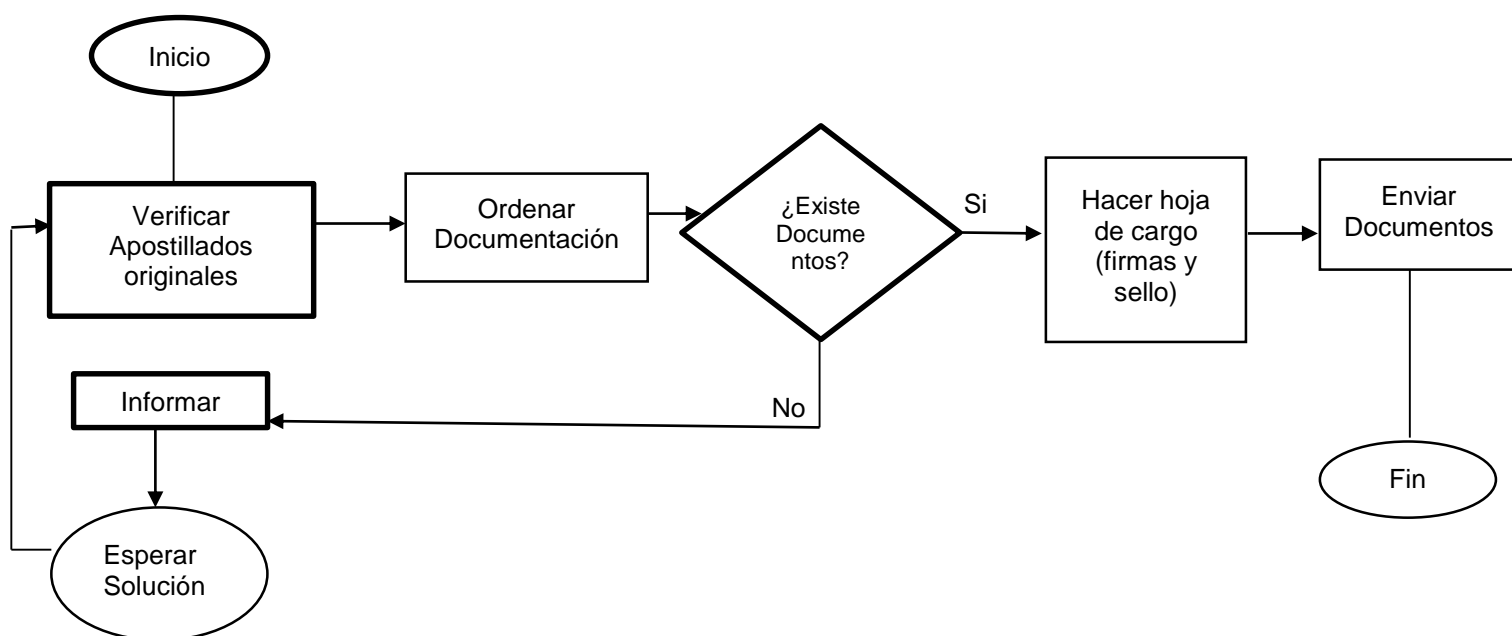 Inicio
Verificar
Apostillados
originales
Ordenar
Documentación
¿Existe
Docume
ntos?
Si
Hacer hoja
de cargo
(firmas y
sello)
Enviar
Documentos
Informar
No
Fin
Esperar
Solución